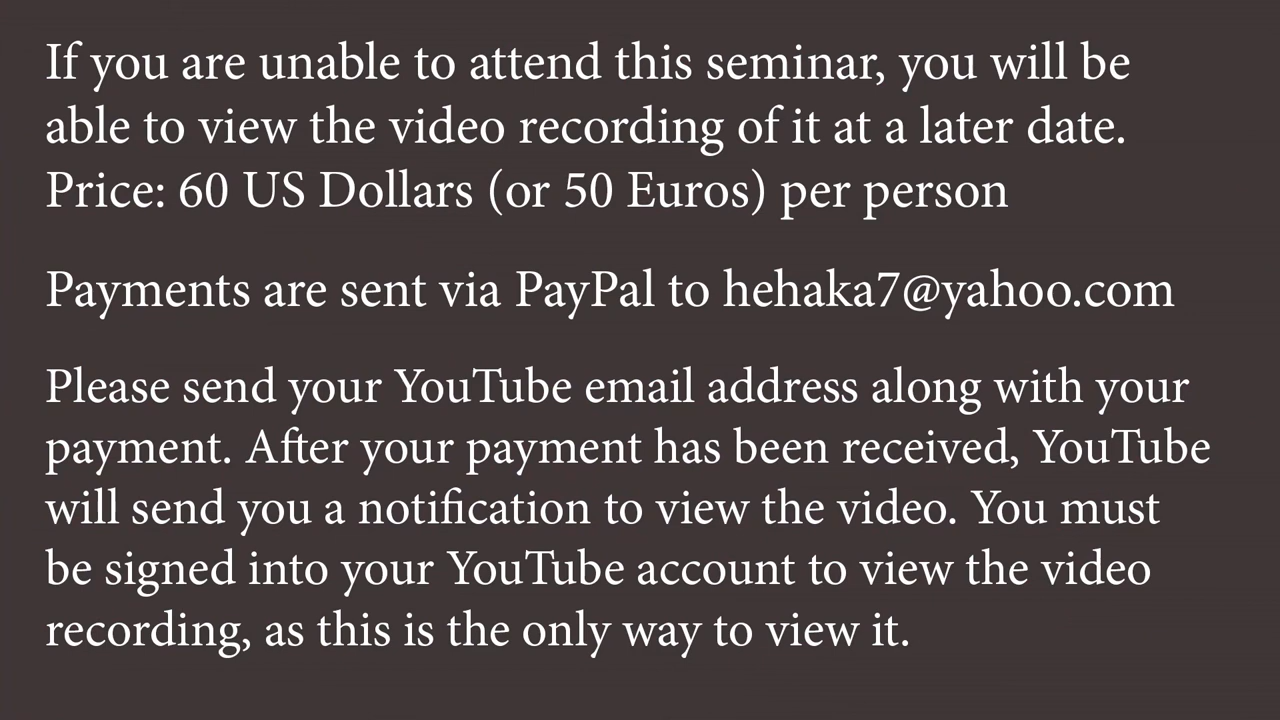 If you are unable to attend this seminar, you will be
able to view the video recording of it at a later date.
Price: 60 US Dollars (or 50 Euros) per person
Payments are sent via PayPal to hehaka7@yahoo.com
Please send your YouTube email address along with your
payment. After your payment has been received, YouTube
will send you a notification to view the video. You must
be signed into your YouTube account to view the video
recording, as this is the only way to view it.